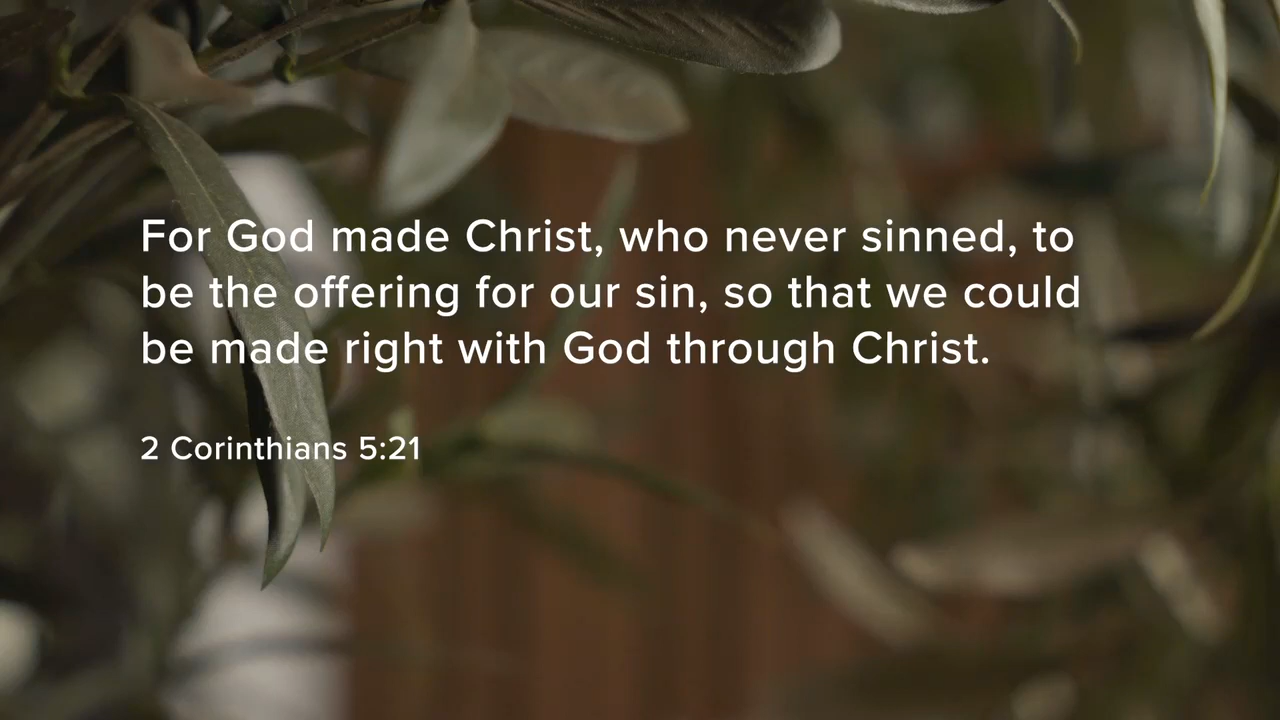 For God made Christ, who never sinned, to
be the offering for our sin, so that we could
be made right with God through Christ.
2 Corinthians 5:21